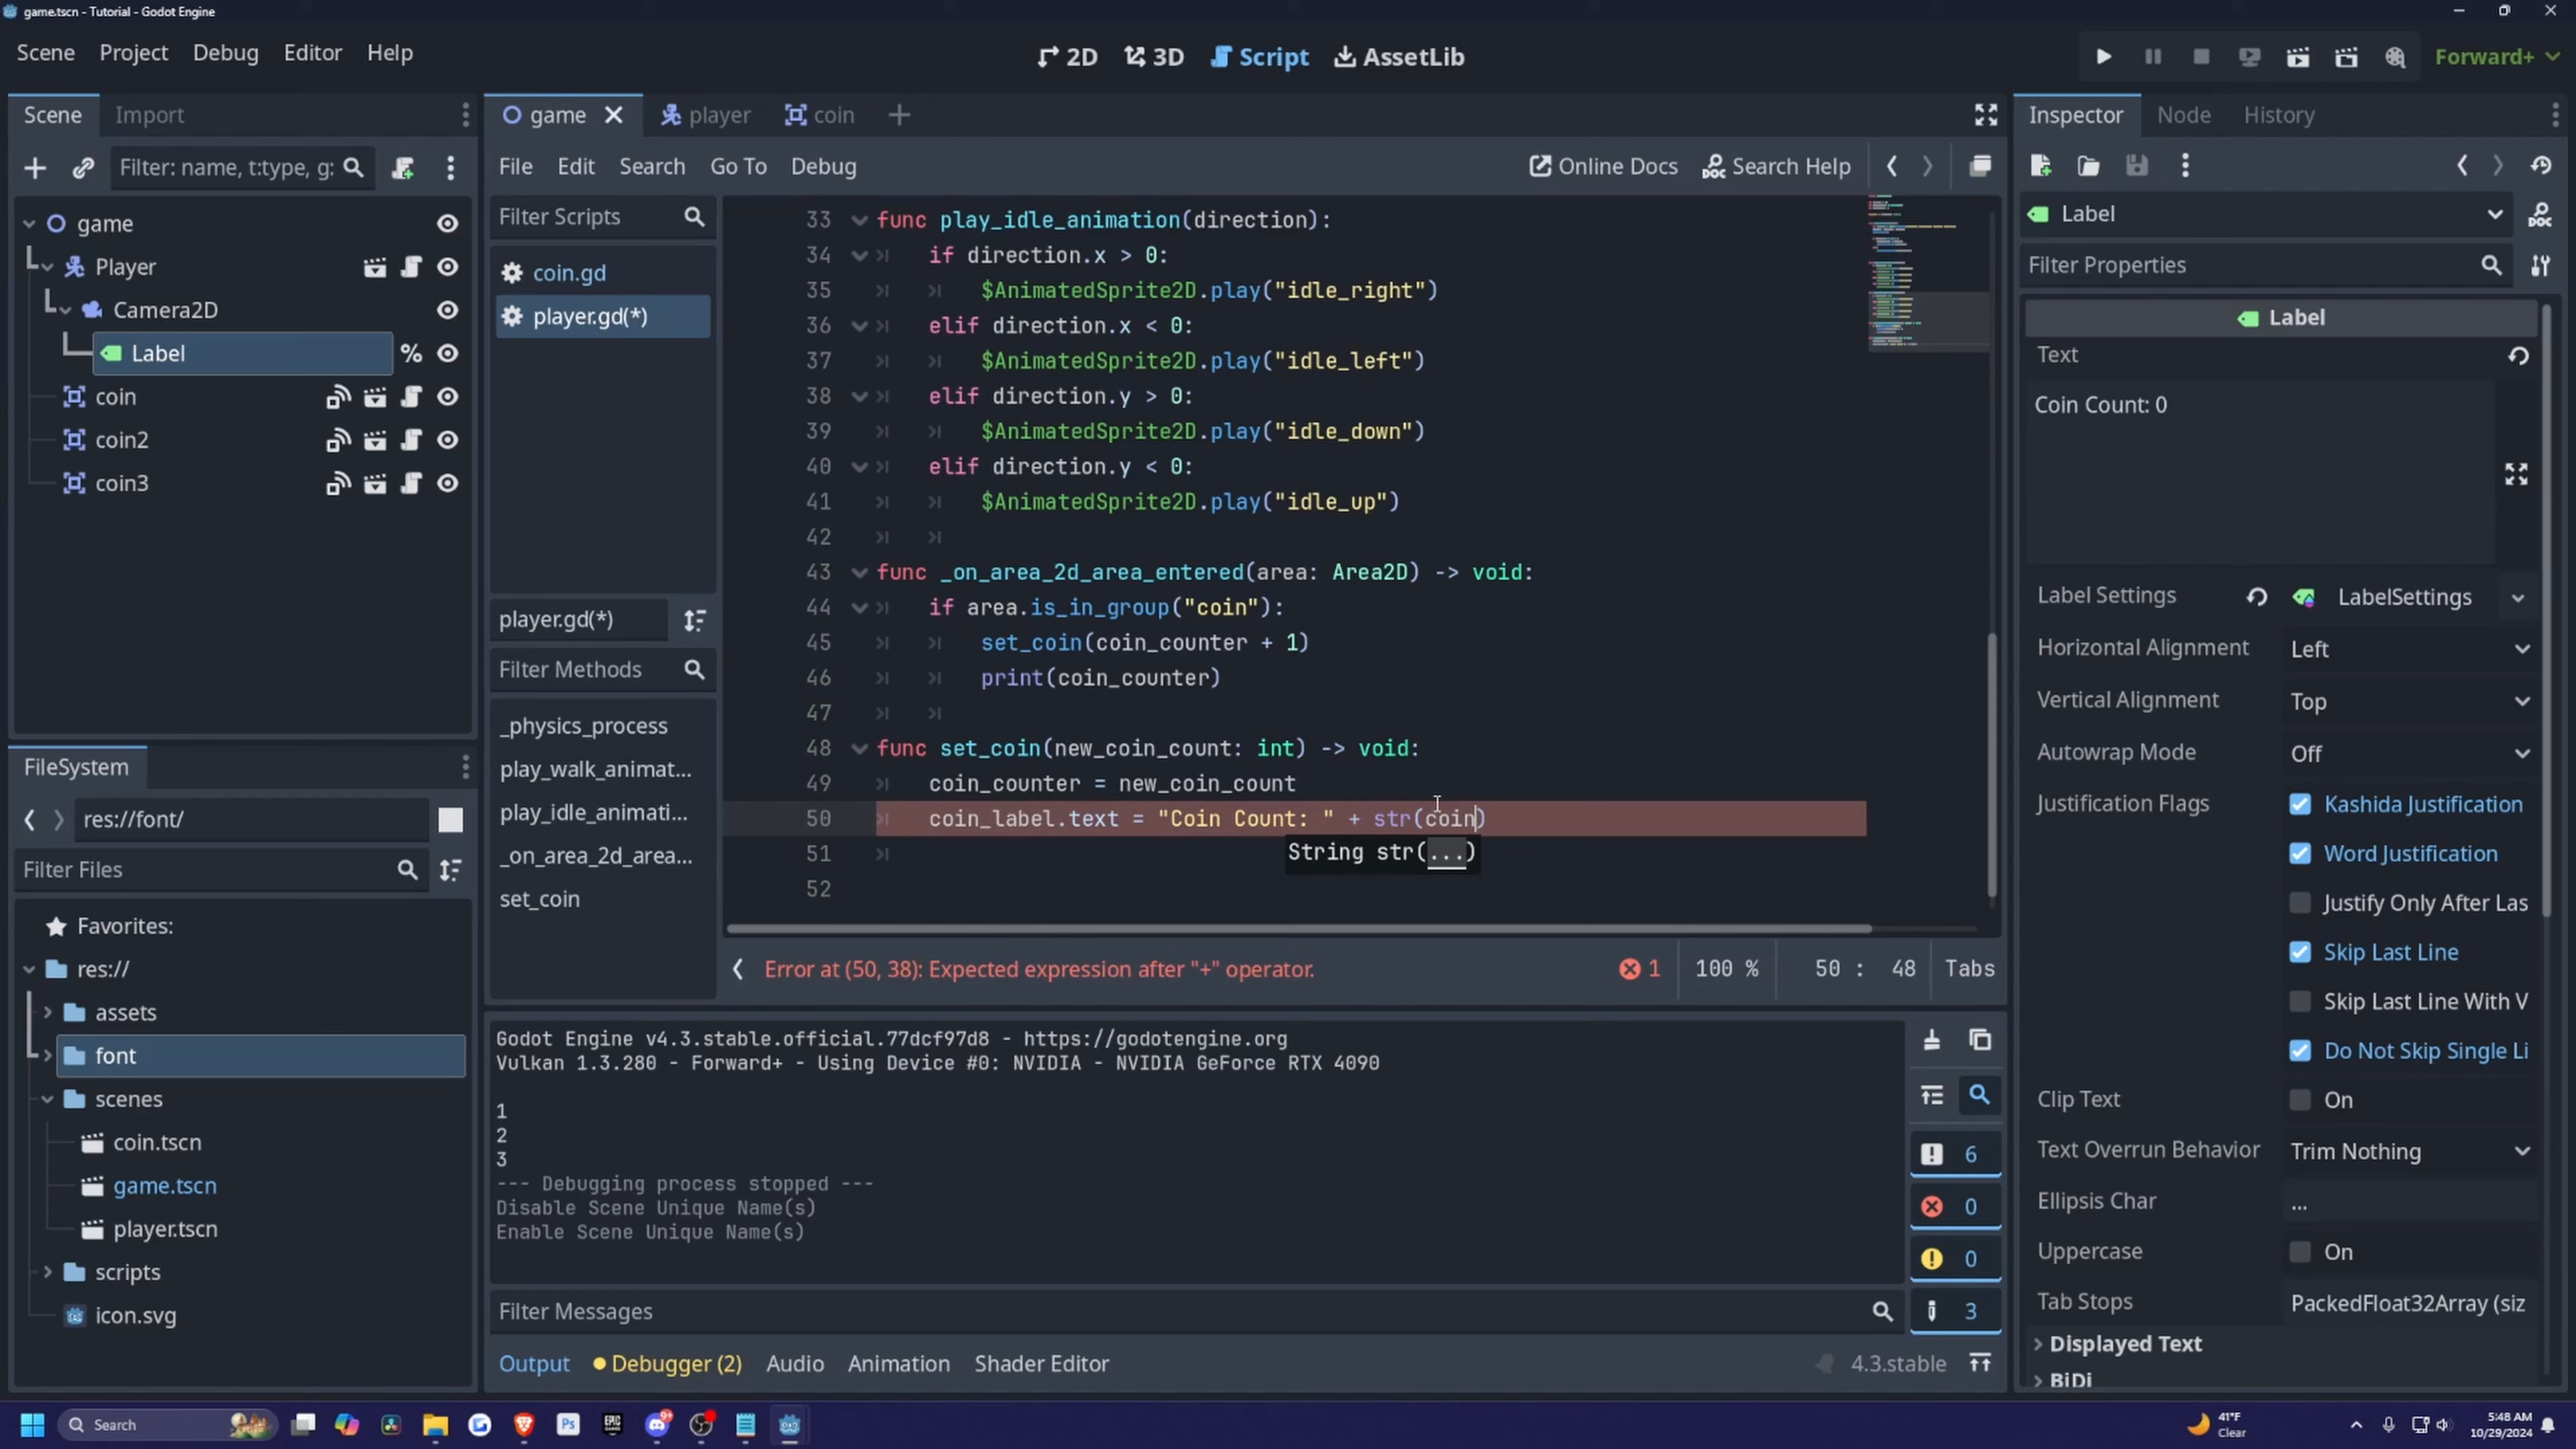 game.tscn - Tutorial - Godot Engine
Scene Project Debug Editor Help
2D 3D Script AssetLib
Forward+
Scene Import
Filter: name, t:type, g:
game
Player
Camera2D
Label %
coin
coin2
coin3
FileSystem
res://font/
Filter Files
Favorites:
res://
assets
font
scenes
coin.tscn
game.tscn
player.tscn
scripts
icon.svg
game player coin
File Edit Search Go To Debug
Online Docs Search Help
Filter Scripts
coin.gd
player.gd(*)
player.gd(*)
Filter Methods
_physics_process
play_walk_animat...
play_idle_animati...
_on_area_2d_area...
set_coin
33 func play_idle_animation(direction):
34 if direction.x > 0:
35 $AnimatedSprite2D.play("idle_right")
36 elif direction.x < 0:
37 $AnimatedSprite2D.play("idle_left")
38 elif direction.y > 0:
39 $AnimatedSprite2D.play("idle_down")
40 elif direction.y < 0:
41 $AnimatedSprite2D.play("idle_up")
42
43 func _on_area_2d_area_entered(area: Area2D) -> void:
44 if area.is_in_group("coin"):
45 set_coin(coin_counter + 1)
46 print(coin_counter)
47
48 func set_coin(new_coin_count: int) -> void:
49 coin_counter = new_coin_count
50 coin_label.text = "Coin Count: " + str(coin)
String str(...)
51
52
Error at (50, 38): Expected expression after "+" operator.
1 100 % 50 : 48 Tabs
Godot Engine v4.3.stable.official.77dcf97d8 - https://godotengine.org
Vulkan 1.3.280 - Forward+ - Using Device #0: NVIDIA - NVIDIA GeForce RTX 4090
1
2
3
--- Debugging process stopped ---
Disable Scene Unique Name(s)
Enable Scene Unique Name(s)
6
0
0
3
Filter Messages
Output Debugger (2) Audio Animation Shader Editor
4.3.stable
Inspector Node History
Label
Filter Properties
Label
Text
Coin Count: 0
Label Settings LabelSettings
Horizontal Alignment Left
Vertical Alignment Top
Autowrap Mode Off
Justification Flags Kashida Justification
Word Justification
Justify Only After Las
Skip Last Line
Skip Last Line With V
Do Not Skip Single Li
Clip Text On
Text Overrun Behavior Trim Nothing
Ellipsis Char ...
Uppercase On
Tab Stops PackedFloat32Array (siz
Displayed Text
BiDi
Search
Ps
EPIC GAMES
41°F
Clear
5:48 AM
10/29/2024